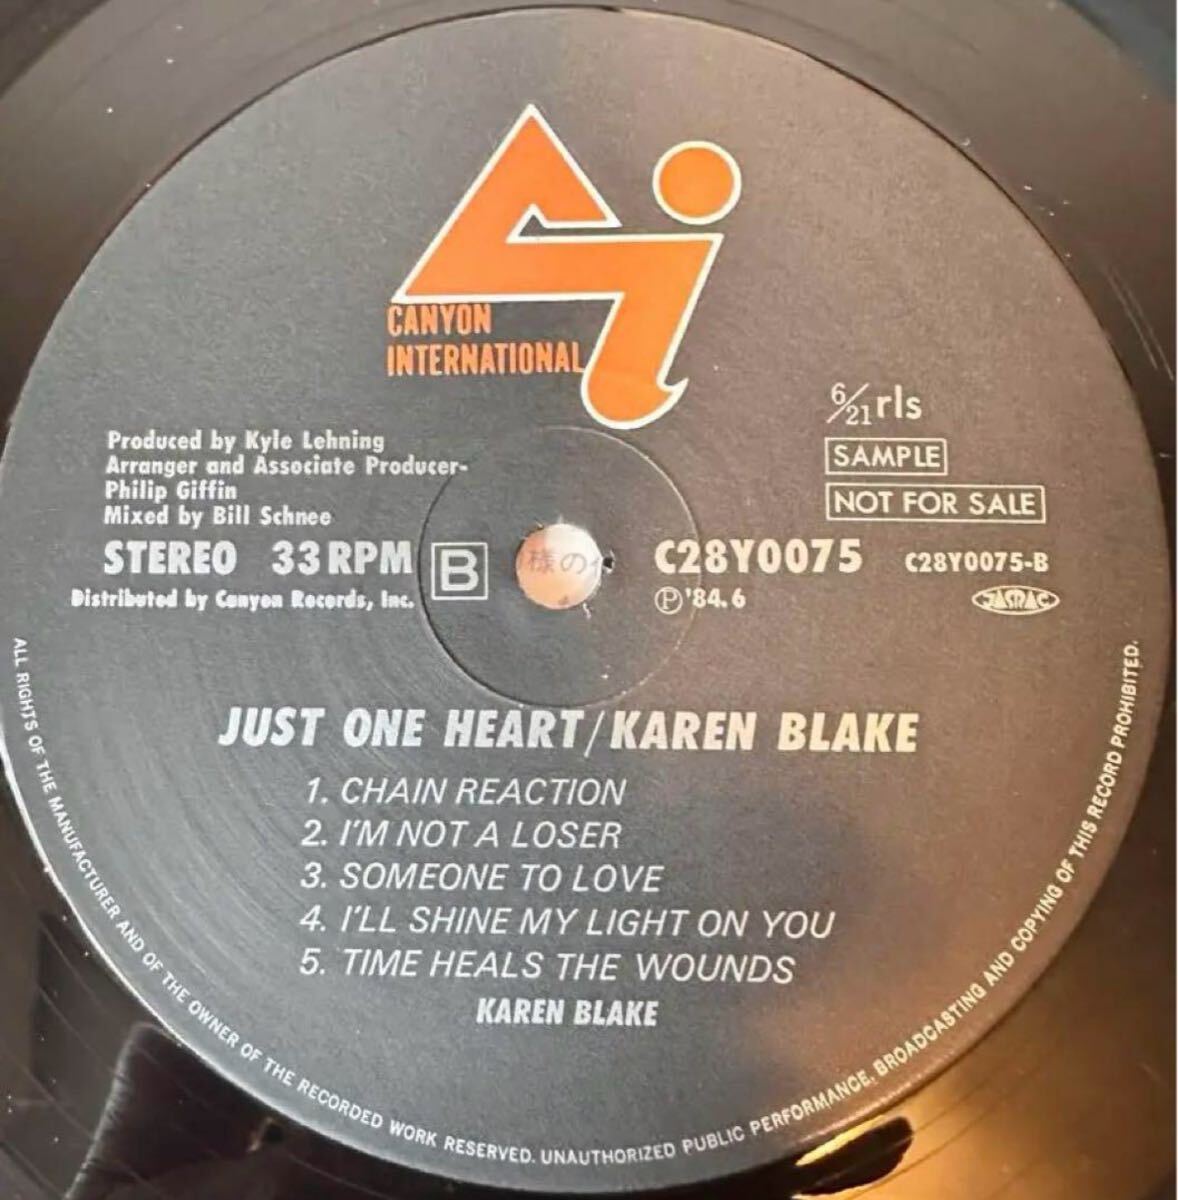 CANYON
INTERNATIONAL
6/21 rls
SAMPLE
NOT FOR SALE
Produced by Kyle Lehning
Arranger and Associate Producer-
Philip Giffin
Mixed by Bill Schnee
STEREO 33RPM B 様の C28Y0075 C28Y0075-B
Distributed by Canyon Records, Inc. Ⓟ'84.6 JASRAC
JUST ONE HEART/KAREN BLAKE
1. CHAIN REACTION
2. I'M NOT A LOSER
3. SOMEONE TO LOVE
4. I'LL SHINE MY LIGHT ON YOU
5. TIME HEALS THE WOUNDS
KAREN BLAKE
ALL RIGHTS OF THE MANUFACTURER AND OF THE OWNER OF THE RECORDED WORK RESERVED. UNAUTHORIZED PUBLIC PERFORMANCE, BROADCASTING AND COPYING OF THIS RECORD PROHIBITED.